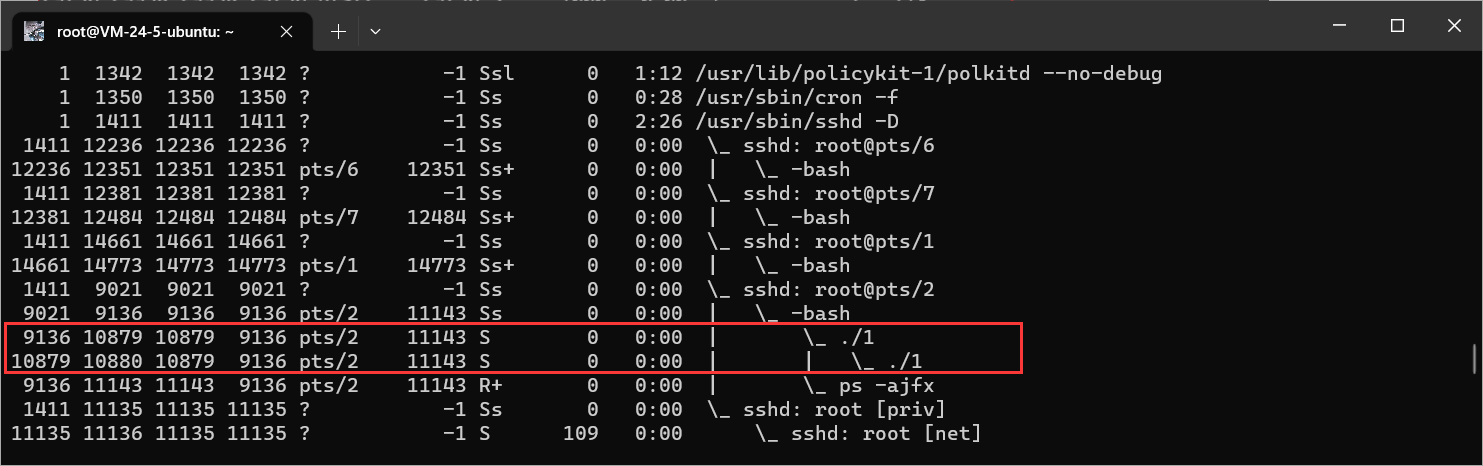 root@VM-24-5-ubuntu: ~
1 1342 1342 1342 ? -1 Ssl 0 1:12 /usr/lib/policykit-1/polkitd --no-debug
1 1350 1350 1350 ? -1 Ss 0 0:28 /usr/sbin/cron -f
1 1411 1411 1411 ? -1 Ss 0 2:26 /usr/sbin/sshd -D
1411 12236 12236 12236 ? -1 Ss 0 0:00 \_ sshd: root@pts/6
12236 12351 12351 12351 pts/6 12351 Ss+ 0 0:00 | \_ -bash
1411 12381 12381 12381 ? -1 Ss 0 0:00 \_ sshd: root@pts/7
12381 12484 12484 12484 pts/7 12484 Ss+ 0 0:00 | \_ -bash
1411 14661 14661 14661 ? -1 Ss 0 0:00 \_ sshd: root@pts/1
14661 14773 14773 14773 pts/1 14773 Ss+ 0 0:00 | \_ -bash
1411 9021 9021 9021 ? -1 Ss 0 0:00 \_ sshd: root@pts/2
9021 9136 9136 9136 pts/2 11143 Ss 0 0:00 | \_ -bash
9136 10879 10879 9136 pts/2 11143 S 0 0:00 | \_ ./1
10879 10880 10879 9136 pts/2 11143 S 0 0:00 | | \_ ./1
9136 11143 11143 9136 pts/2 11143 R+ 0 0:00 | \_ ps -ajfx
1411 11135 11135 11135 ? -1 Ss 0 0:00 \_ sshd: root [priv]
11135 11136 11135 11135 ? -1 S 109 0:00 \_ sshd: root [net]